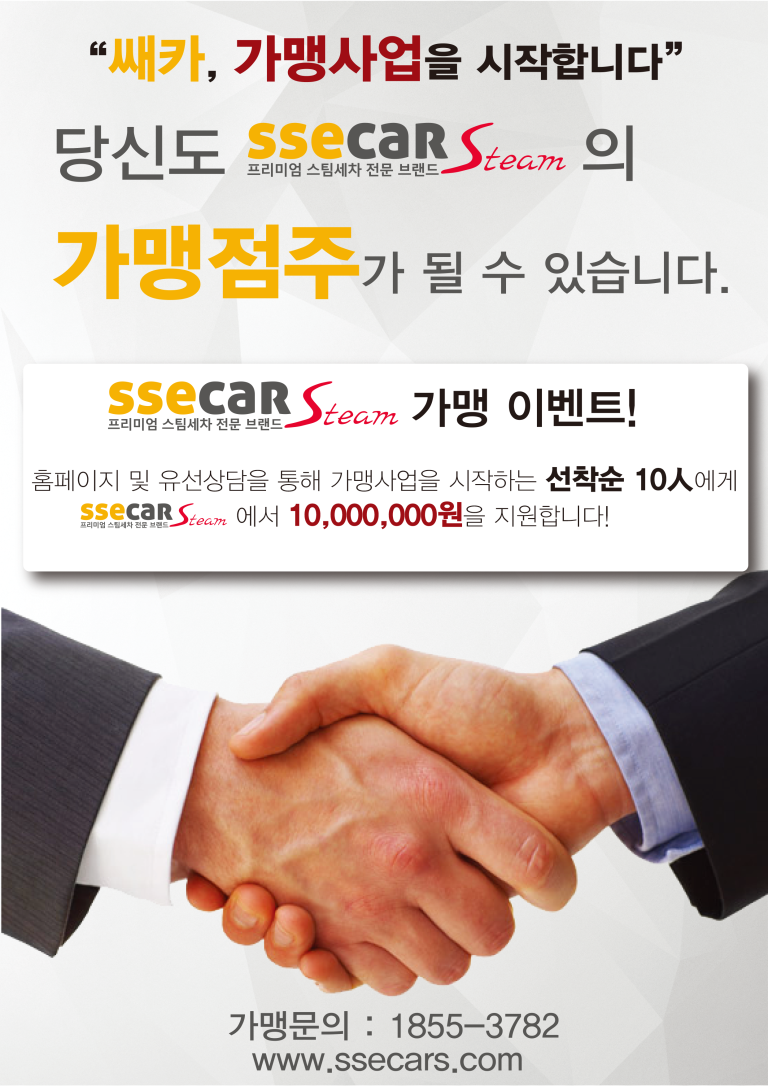 “쌔카, 가맹사업을 시작합니다”
당신도 ssecar Steam 의
프리미엄 스팀세차 전문 브랜드
가맹점주가 될 수 있습니다.
ssecar Steam 가맹 이벤트!
프리미엄 스팀세차 전문 브랜드
홈페이지 및 유선상담을 통해 가맹사업을 시작하는 선착순 10人에게
ssecar Steam 에서 10,000,000원을 지원합니다!
프리미엄 스팀세차 전문 브랜드
가맹문의 : 1855-3782
www.ssecars.com